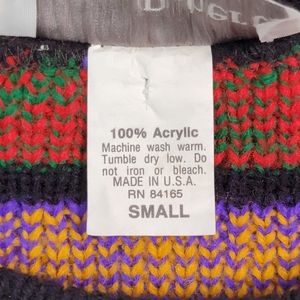 100% Acrylic
Machine wash warm.
Tumble dry low. Do
not iron or bleach.
MADE IN U.S.A.
RN 84165
SMALL